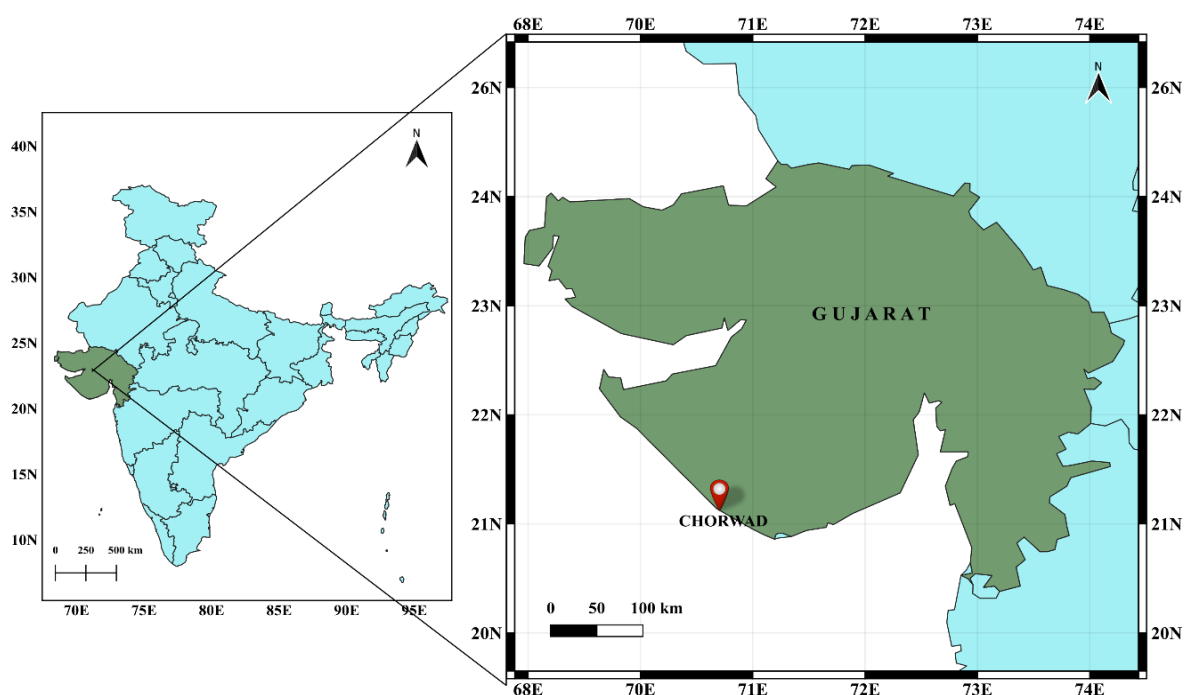 N
40N
35N
30N
25N
20N
15N
10N
0 250 500 km
70E 75E 80E 85E 90E 95E
68E 70E 71E 72E 73E 74E
N
26N 26N
24N 24N
23N 23N
GUJARAT
22N 22N
21N 21N
CHORWAD
0 50 100 km
20N 20N
68E 70E 71E 72E 73E 74E